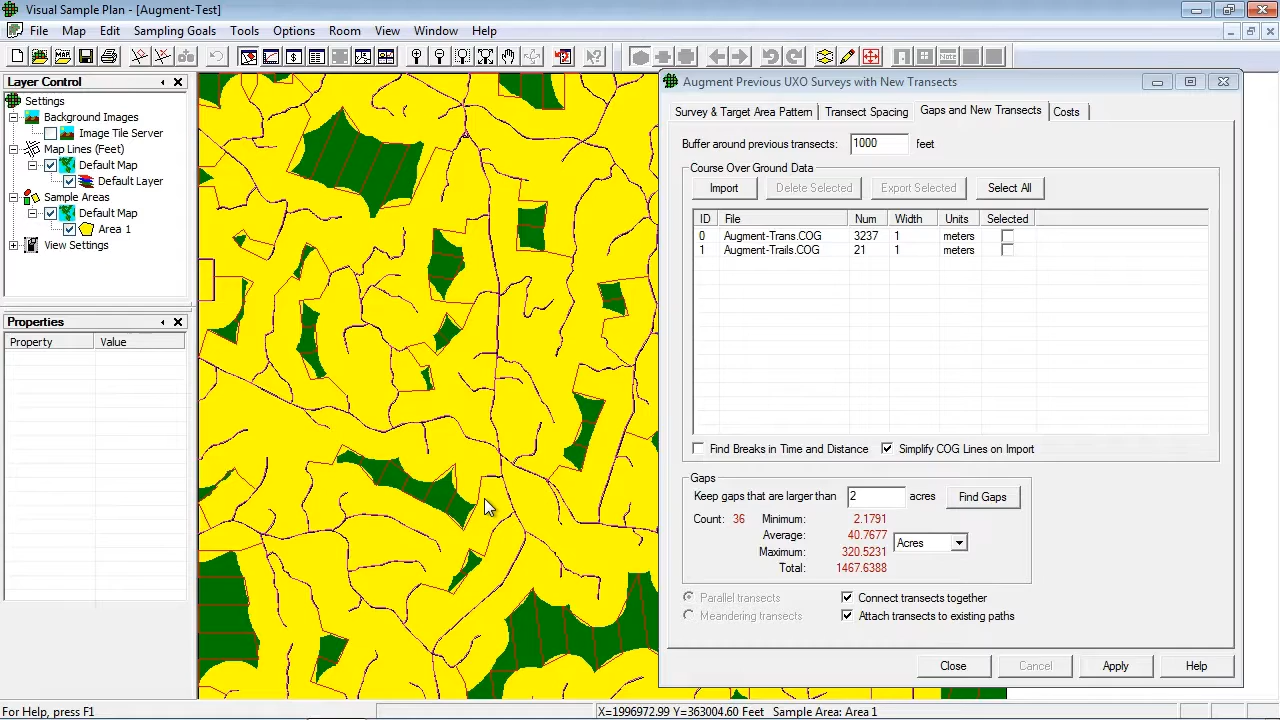 Visual Sample Plan - [Augment-Test]
File Map Edit Sampling Goals Tools Options Room View Window Help
Layer Control
Settings
Background Images
Image Tile Server
Map Lines (Feet)
Default Map
Default Layer
Sample Areas
Default Map
Area 1
View Settings
Properties
Property Value
Augment Previous UXO Surveys with New Transects
Survey & Target Area Pattern Transect Spacing Gaps and New Transects Costs
Buffer around previous transects: 1000 feet
Course Over Ground Data
Import Delete Selected Export Selected Select All
ID File Num Width Units Selected
0 Augment-Trans.COG 3237 1 meters
1 Augment-Trails.COG 21 1 meters
Find Breaks in Time and Distance Simplify COG Lines on Import
Gaps
Keep gaps that are larger than 2 acres Find Gaps
Count: 36 Minimum: 2.1791
Average: 40.7677 Acres
Maximum: 320.5231
Total: 1467.6388
Parallel transects Connect transects together
Meandering transects Attach transects to existing paths
Close Cancel Apply Help
For Help, press F1 X=1996972.99 Y=363004.60 Feet Sample Area: Area 1